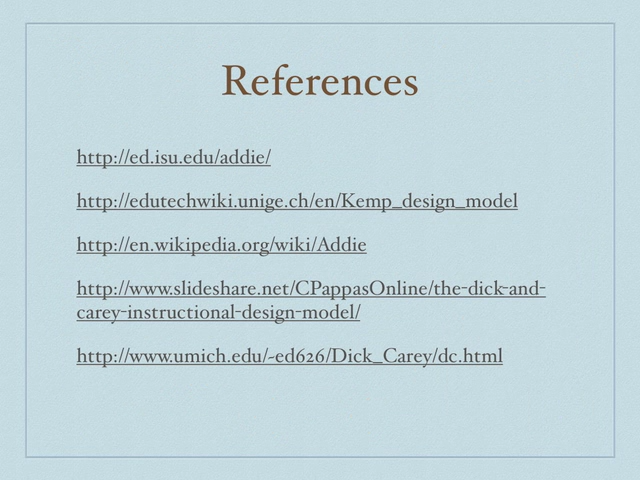 References
http://ed.isu.edu/addie/
http://edutechwiki.unige.ch/en/Kemp_design_model
http://en.wikipedia.org/wiki/Addie
http://www.slideshare.net/CPappasOnline/the-dick-and-
carey-instructional-design-model/
http://www.umich.edu/~ed626/Dick_Carey/dc.html